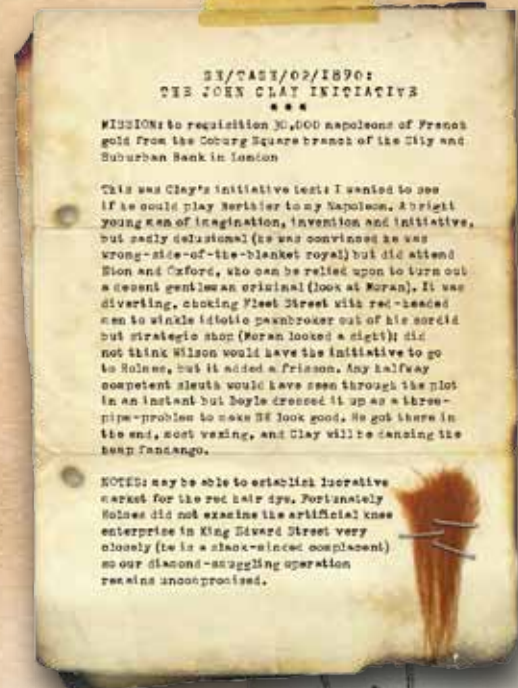 SH/TASK/02/1890:
THE JOHN CLAY INITIATIVE
***
MISSION: to requisition 30,000 napoleons of French
gold from the Coburg Square branch of the City and
Suburban Bank in London
This was Clay's initiative test: I wanted to see
if he could play Berthier to my Napoleon. A bright
young man of imagination, invention and initiative,
but sadly delusional (he was convinced he was
wrong-side-of-the-blanket royal) but did attend
Eton and Oxford, who can be relied upon to turn out
a decent gentleman criminal (look at Moran). It was
diverting, choking Fleet Street with red-headed
men to winkle idiotic pawnbroker out of his sordid
but strategic shop (Moran looked a sight); did
not think Wilson would have the initiative to go
to Holmes, but it added a frisson. Any halfway
competent sleuth would have seen through the plot
in an instant but Doyle dressed it up as a three-
pipe-problem to make SH look good. He got there in
the end, most vexing, and Clay will be dancing the
hemp fandango.
NOTES: may be able to establish lucrative
market for the red hair dye. Fortunately
Holmes did not examine the artificial knee
enterprise in King Edward Street very
closely (he is a slack-minced complacent)
so our diamond-smuggling operation
remains uncompromised.